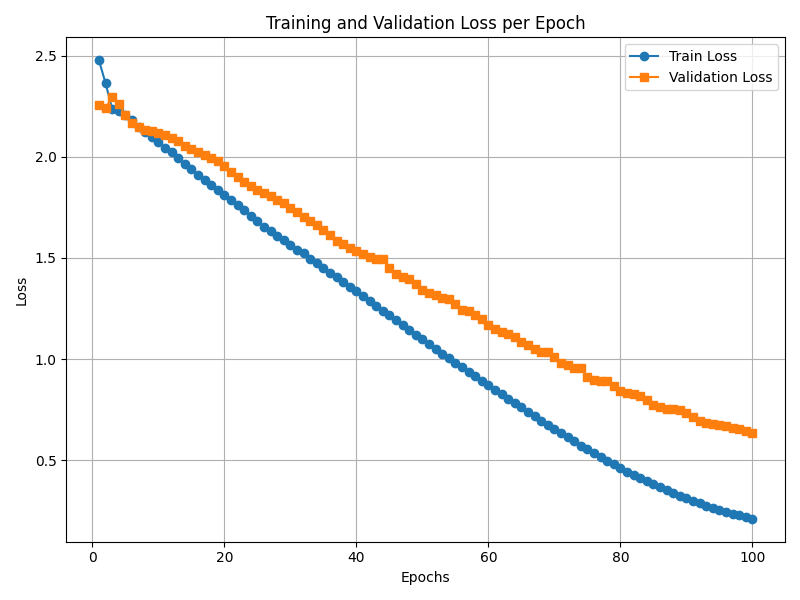 Training and Validation Loss per Epoch
Train Loss
Validation Loss
2.5
2.0
1.5
1.0
0.5
Loss
0 20 40 60 80 100
Epochs